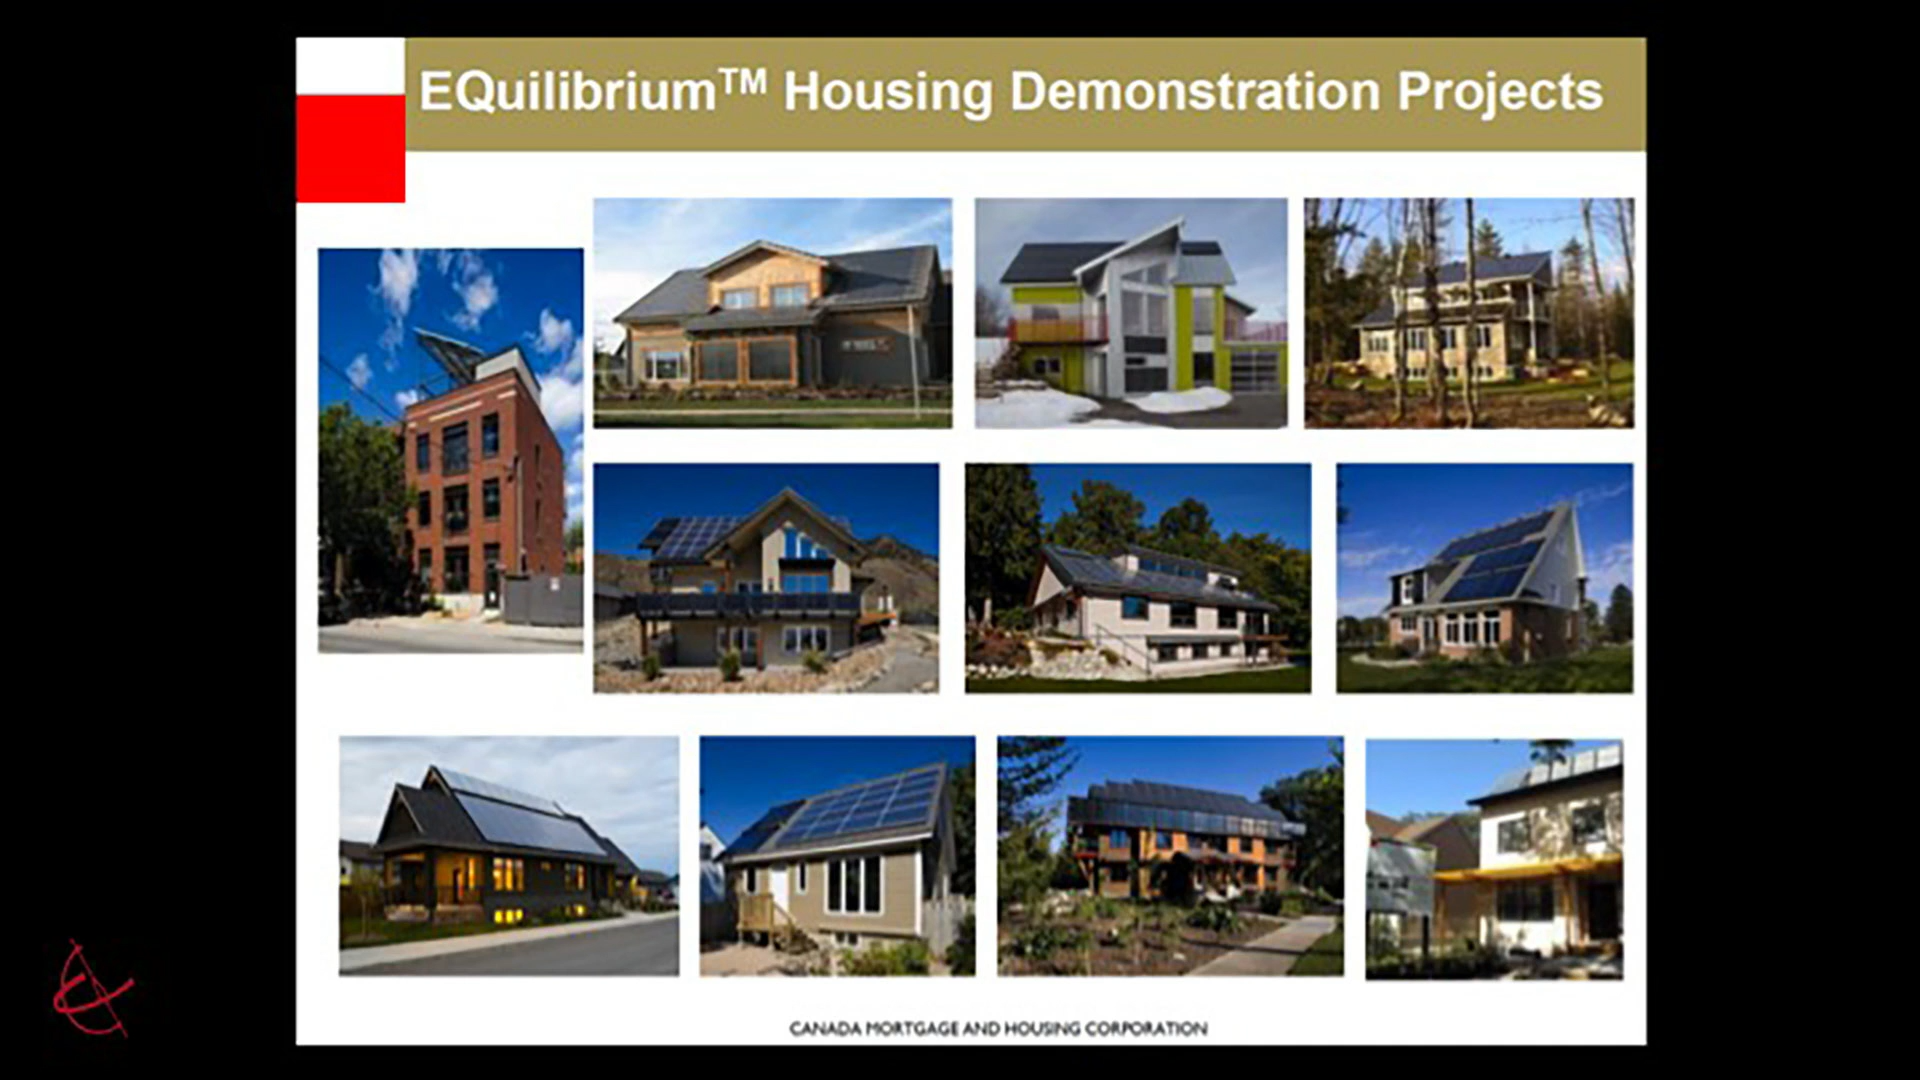 EQuilibrium™ Housing Demonstration Projects
CANADA MORTGAGE AND HOUSING CORPORATION